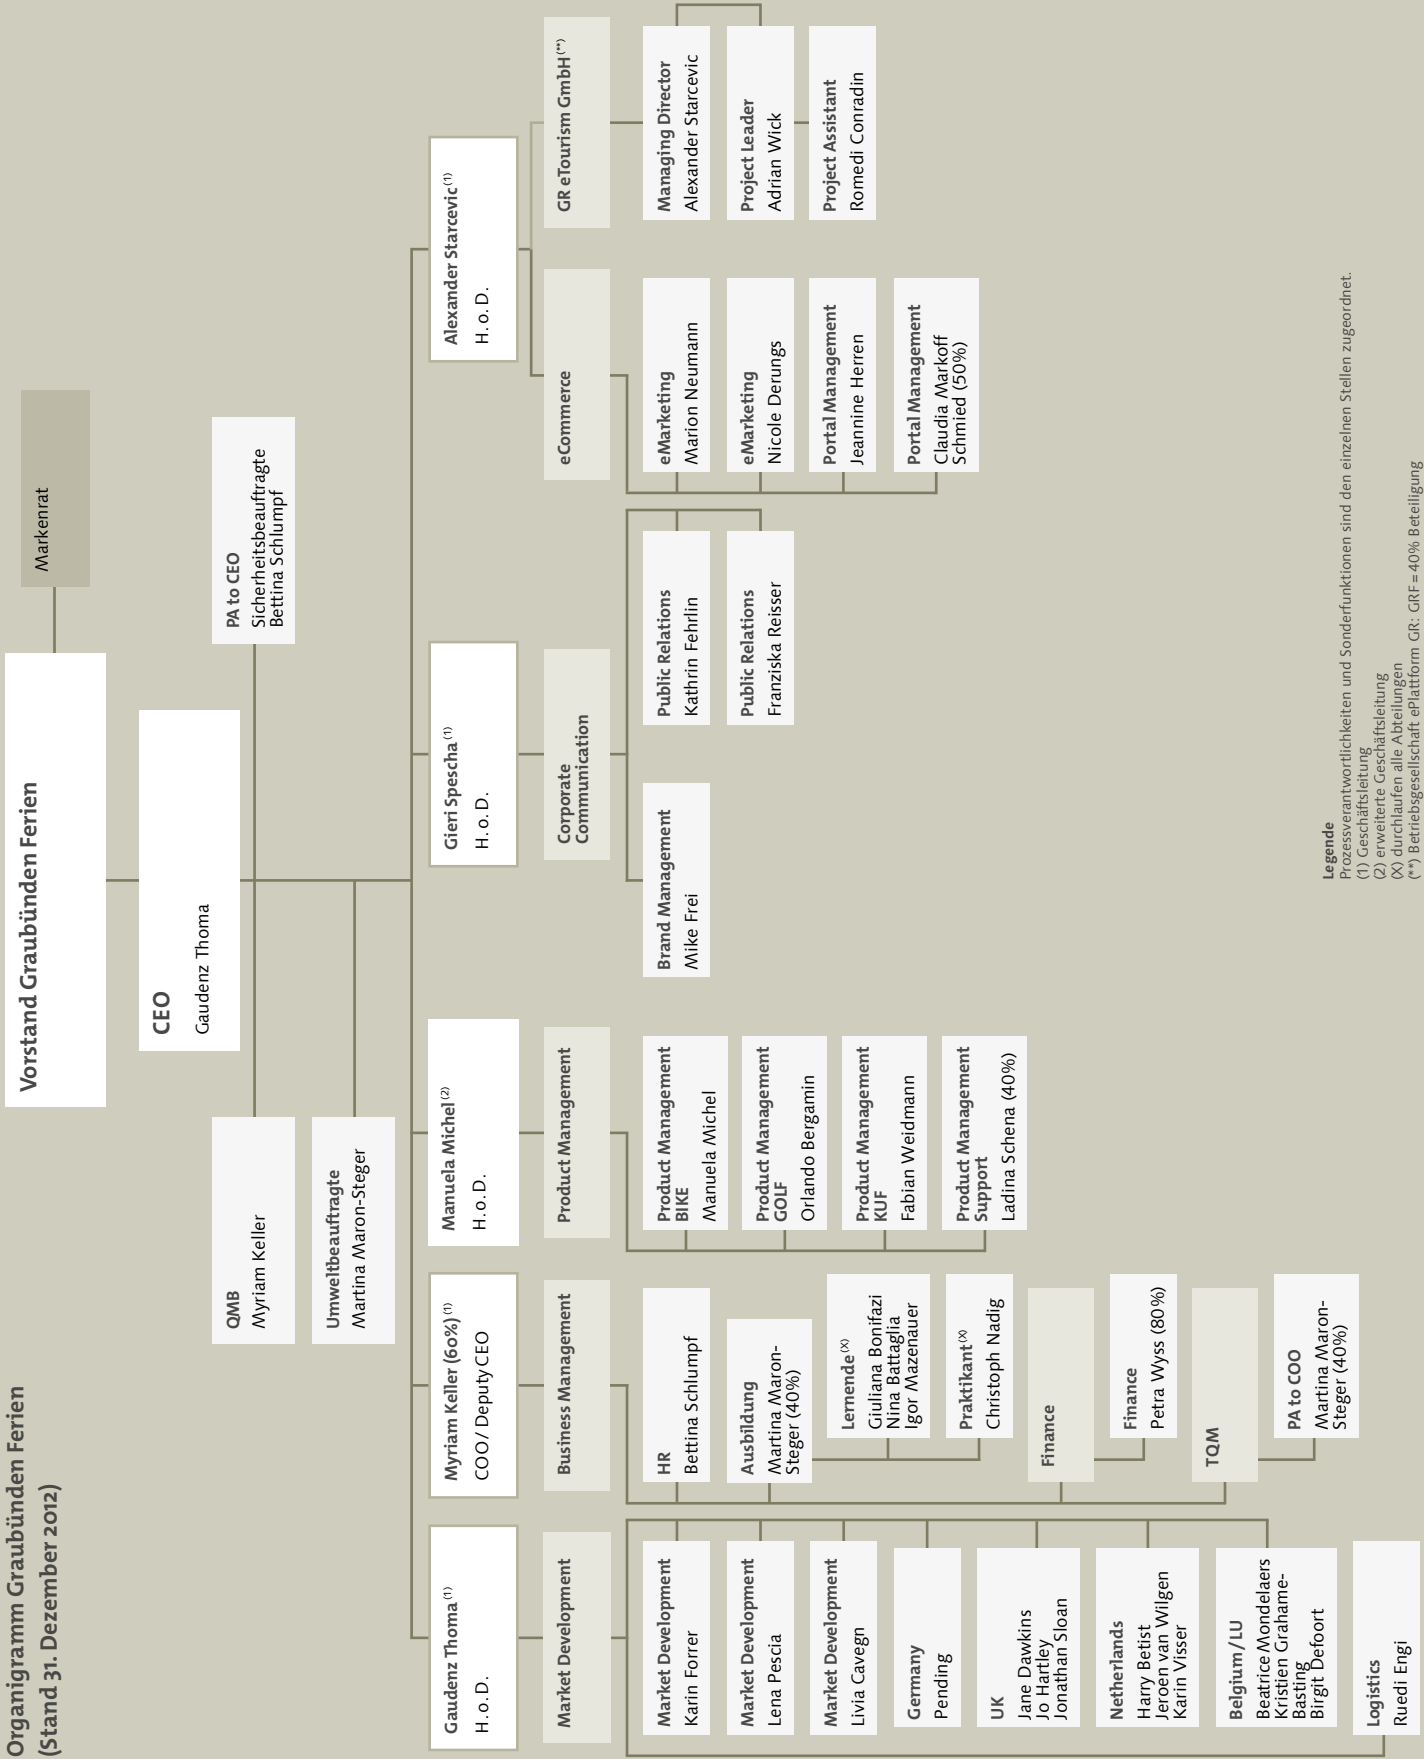 Organigramm Graubünden Ferien
(Stand 31. Dezember 2012)
Vorstand Graubünden Ferien
Markenrat
CEO
Gaudenz Thoma
QMB
Myriam Keller
PA to CEO
Sicherheitsbeauftragte
Bettina Schlumpf
Umweltbeauftragte
Martina Maron-Steger
Gaudenz Thoma (1)
H.o.D.
Market Development
Market Development
Karin Forrer
Market Development
Lena Pescia
Market Development
Livia Cavegn
Germany
Pending
UK
Jane Dawkins
Jo Hartley
Jonathan Sloan
Netherlands
Harry Betist
Jeroen van Wilgen
Karin Visser
Belgium/LU
Beatrice Mondelaers
Kristien Grahame-
Basting
Birgit Defoort
Logistics
Ruedi Engi
Myriam Keller (60%) (1)
COO/ Deputy CEO
Business Management
HR
Bettina Schlumpf
Ausbildung
Martina Maron-
Steger (40%)
Lernende (X)
Giuliana Bonifazi
Nina Battaglia
Igor Mazenauer
Praktikant (X)
Christoph Nadig
Finance
Finance
Petra Wyss (80%)
TQM
PA to COO
Martina Maron-
Steger (40%)
Manuela Michel (2)
H.o.D.
Product Management
Product Management
BIKE
Manuela Michel
Product Management
GOLF
Orlando Bergamin
Product Management
KUF
Fabian Weidmann
Product Management
Support
Ladina Schena (40%)
Gieri Spescha (1)
H.o.D.
Corporate
Communication
Brand Management
Mike Frei
Public Relations
Kathrin Fehrlin
Public Relations
Franziska Reisser
Alexander Starcevic (1)
H.o.D.
eCommerce
eMarketing
Marion Neumann
eMarketing
Nicole Derungs
Portal Management
Jeannine Herren
Portal Management
Claudia Markoff
Schmied (50%)
GR eTourism GmbH (**)
Managing Director
Alexander Starcevic
Project Leader
Adrian Wick
Project Assistant
Romedi Conradin
Legende
Prozessverantwortlichkeiten und Sonderfunktionen sind den einzelnen Stellen zugeordnet.
(1) Geschäftsleitung
(2) erweiterte Geschäftsleitung
(X) durchlaufen alle Abteilungen
(**) Betriebsgesellschaft ePlattform GR: GRF = 40% Beteiligung